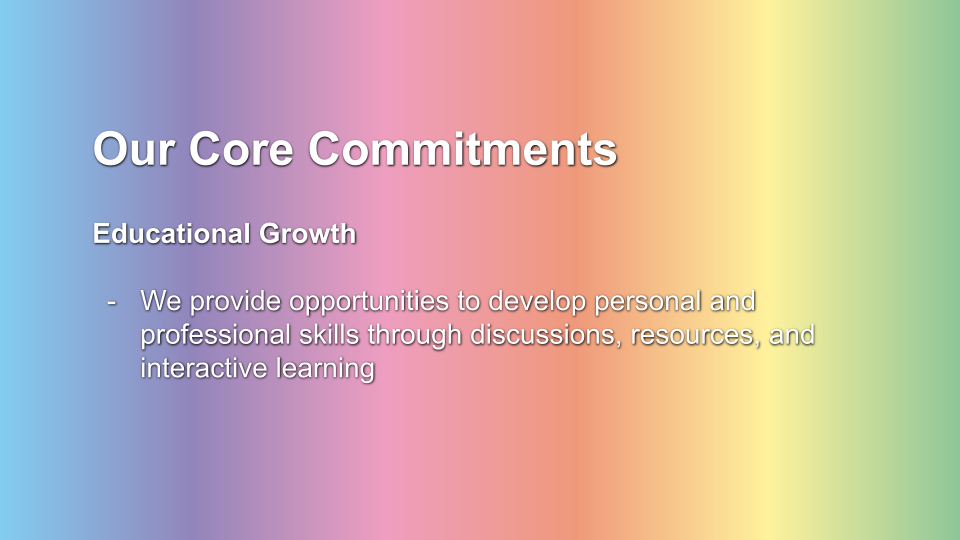 Our Core Commitments
Educational Growth
- We provide opportunities to develop personal and
professional skills through discussions, resources, and
interactive learning